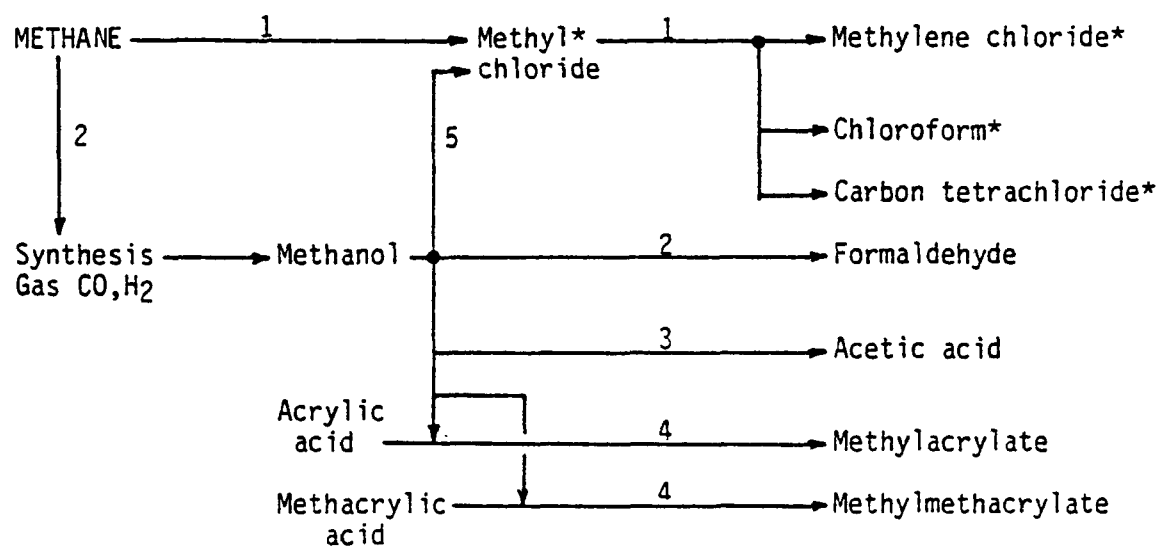 1
1
METHANE
Methyl*
Methylene chloride*
chloride
2
5
Chloroform*
Carbon tetrachloride*
2
Synthesis
Methanol
Formaldehyde
Gas CO,H2
3
Acetic acid
Acrylic
acid
4
Methylacrylate
4
Methacrylic
Methylmethacrylate
acid